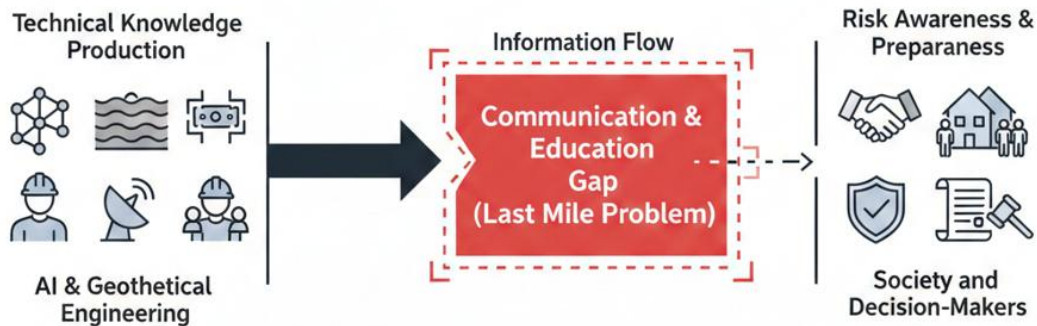 Technical Knowledge
Production
AI & Geothetical
Engineering
Information Flow
Communication &
Education
Gap
(Last Mile Problem)
Risk Awareness &
Preparaness
Society and
Decision-Makers